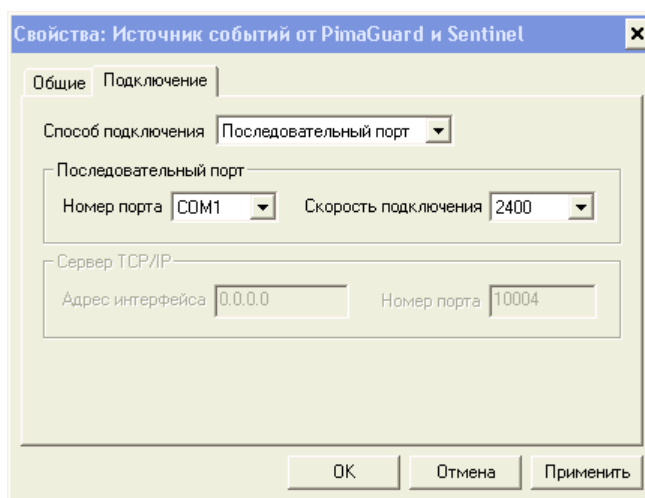 Свойства: Источник событий от PimaGuard и Sentinel
Общие Подключение
Способ подключения Последовательный порт
Последовательный порт
Номер порта COM1 Скорость подключения 2400
Сервер TCP/IP
Адрес интерфейса 0.0.0.0 Номер порта 10004
OK Отмена Применить